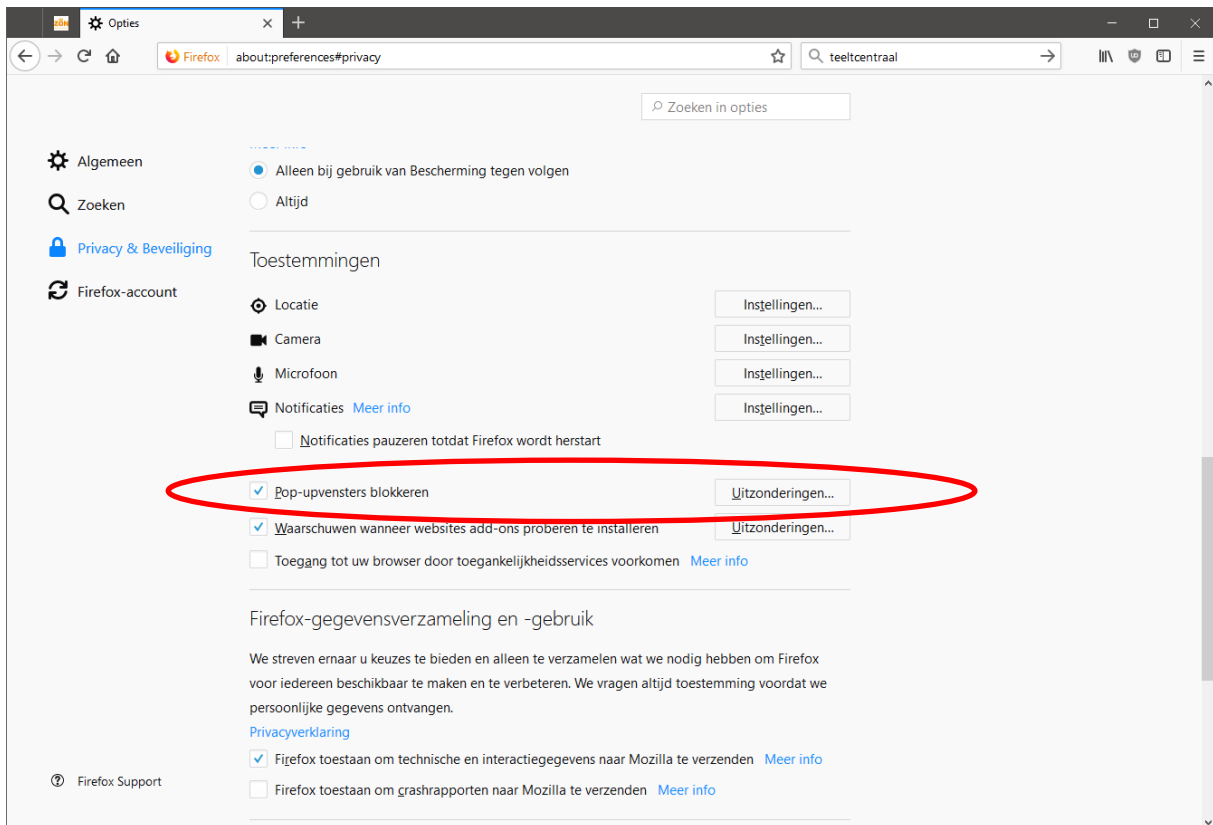 ZÖN
Opties
Firefox
about:preferences#privacy
teeltcentraal
Zoeken in opties
Algemeen
Zoeken
Privacy & Beveiliging
Firefox-account
Alleen bij gebruik van Bescherming tegen volgen
Altijd
Toestemmingen
Locatie Instellingen...
Camera Instellingen...
Microfoon Instellingen...
Notificaties Meer info Instellingen...
Notificaties pauzeren totdat Firefox wordt herstart
Pop-upvensters blokkeren Uitzonderingen...
Waarschuwen wanneer websites add-ons proberen te installeren Uitzonderingen...
Toegang tot uw browser door toegankelijkheidsservices voorkomen Meer info
Firefox-gegevensverzameling en -gebruik
We streven ernaar u keuzes te bieden en alleen te verzamelen wat we nodig hebben om Firefox
voor iedereen beschikbaar te maken en te verbeteren. We vragen altijd toestemming voordat we
persoonlijke gegevens ontvangen.
Privacyverklaring
Firefox toestaan om technische en interactiegegevens naar Mozilla te verzenden Meer info
Firefox toestaan om crashrapporten naar Mozilla te verzenden Meer info
Firefox Support